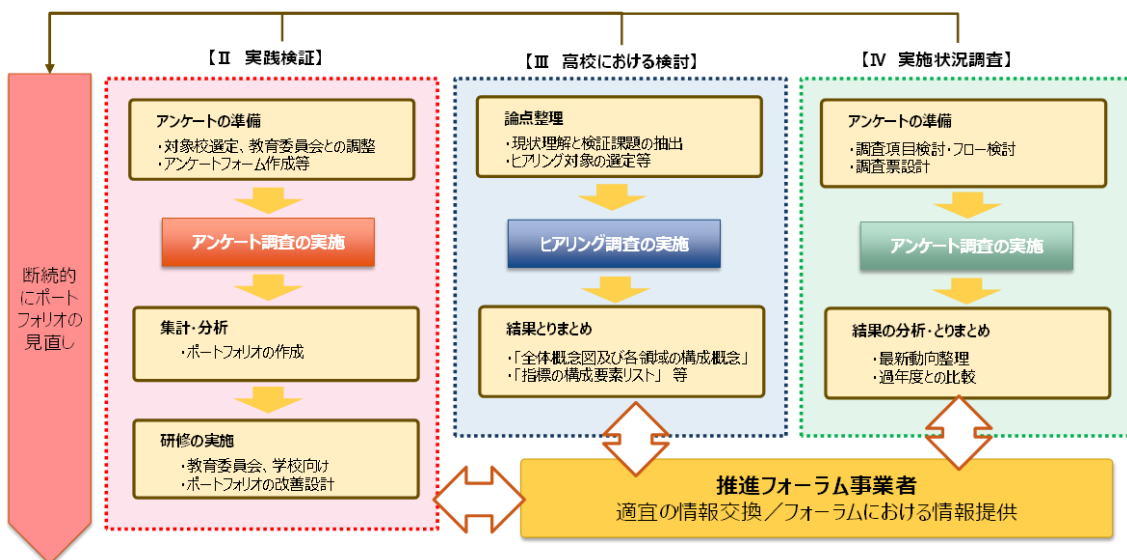 【Ⅱ 実践検証】
【Ⅲ 高校における検討】
【Ⅳ 実施状況調査】
断続的
にポート
フォリオの
見直し
アンケートの準備
・対象校選定、教育委員会との調整
・アンケートフォーム作成等
アンケート調査の実施
集計・分析
・ポートフォリオの作成
研修の実施
・教育委員会、学校向け
・ポートフォリオの改善設計
論点整理
・現状理解と検証課題の抽出
・ヒアリング対象の選定等
ヒアリング調査の実施
結果とりまとめ
・「全体概念図及び各領域の構成概念」
・「指標の構成要素リスト」 等
アンケートの準備
・調査項目検討・フロー検討
・調査票設計
アンケート調査の実施
結果の分析・とりまとめ
・最新動向整理
・過年度との比較
推進フォーラム事業者
適宜の情報交換／フォーラムにおける情報提供